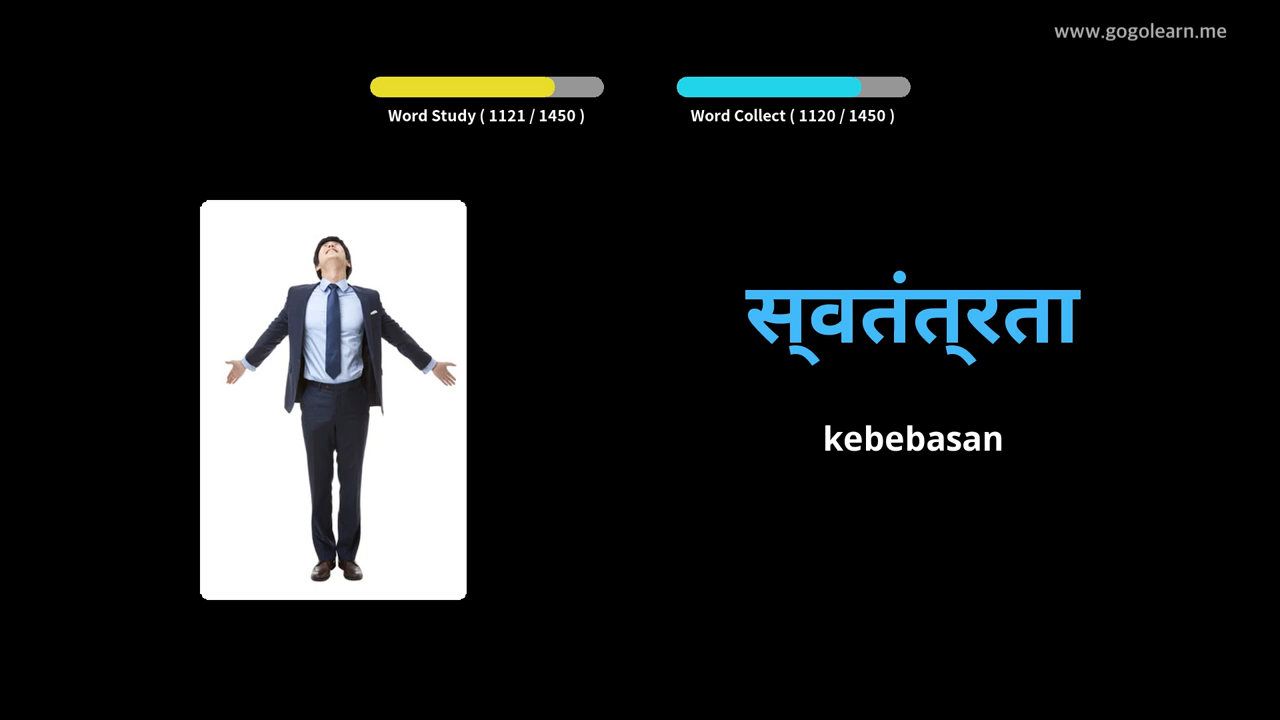 www.gogolearn.me
Word Study ( 1121 / 1450 )
Word Collect ( 1120 / 1450 )
स्‌वतंत्‌रता
kebebasan